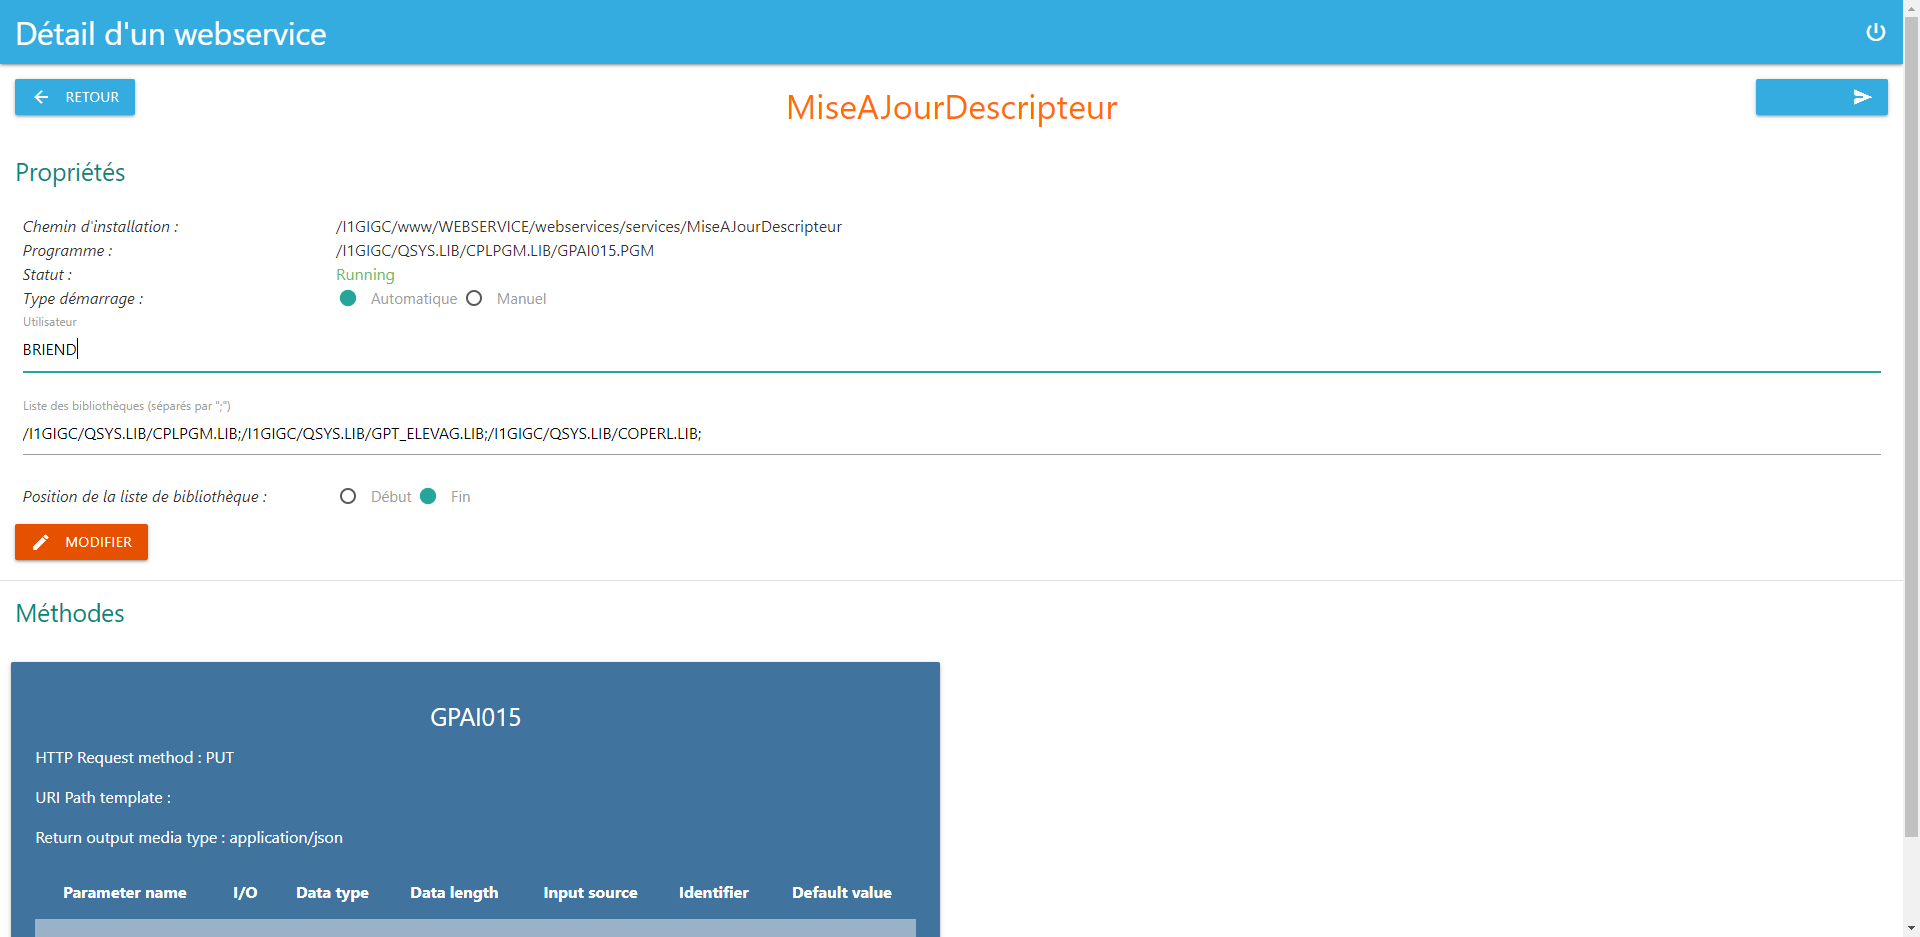 Détail d'un webservice
RETOUR
MiseAJourDescripteur
Propriétés
Chemin d'installation : /I1GIGC/www/WEBSERVICE/webservices/services/MiseAJourDescripteur
Programme : /I1GIGC/QSYS.LIB/CPLPGM.LIB/GPAI015.PGM
Statut : Running
Type démarrage : Automatique Manuel
Utilisateur
BRIEND
Liste des bibliothèques (séparés par ";")
/I1GIGC/QSYS.LIB/CPLPGM.LIB;/I1GIGC/QSYS.LIB/GPT_ELEVAG.LIB;/I1GIGC/QSYS.LIB/COPERL.LIB;
Position de la liste de bibliothèque : Début Fin
MODIFIER
Méthodes
GPAI015
HTTP Request method : PUT
URI Path template :
Return output media type : application/json
Parameter name I/O Data type Data length Input source Identifier Default value